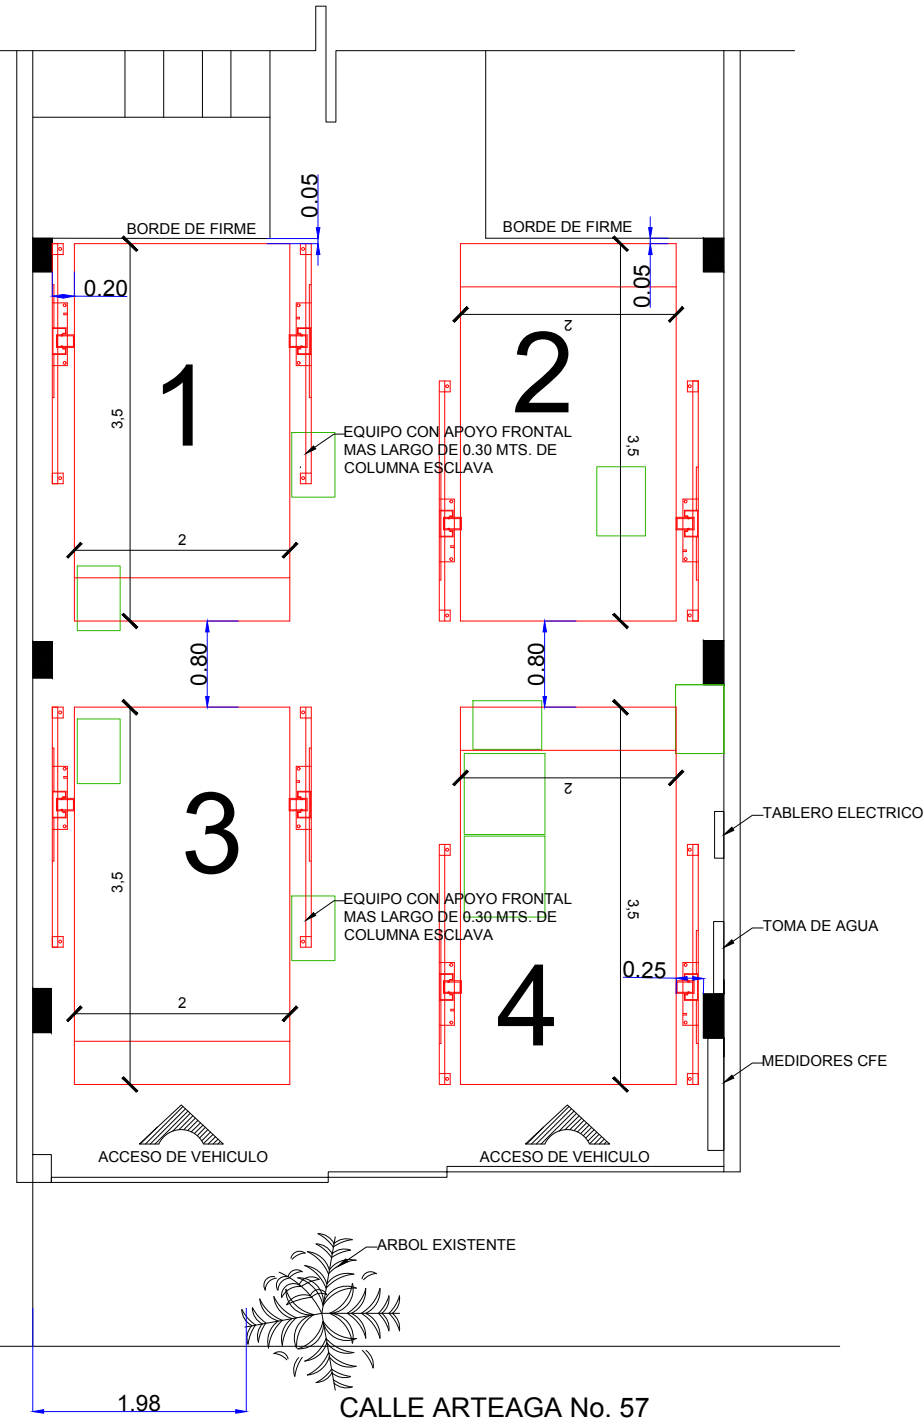 0.05
BORDE DE FIRME
BORDE DE FIRME
0.20
0.05
2
1
2
3,5
3,5
EQUIPO CON APOYO FRONTAL
MAS LARGO DE 0.30 MTS. DE
COLUMNA ESCLAVA
2
0.80
0.80
2
3
TABLERO ELECTRICO
3,5
3,5
EQUIPO CON APOYO FRONTAL
MAS LARGO DE 0.30 MTS. DE
COLUMNA ESCLAVA
TOMA DE AGUA
0.25
2
4
MEDIDORES CFE
ACCESO DE VEHICULO
ACCESO DE VEHICULO
ARBOL EXISTENTE
1.98
CALLE ARTEAGA No. 57